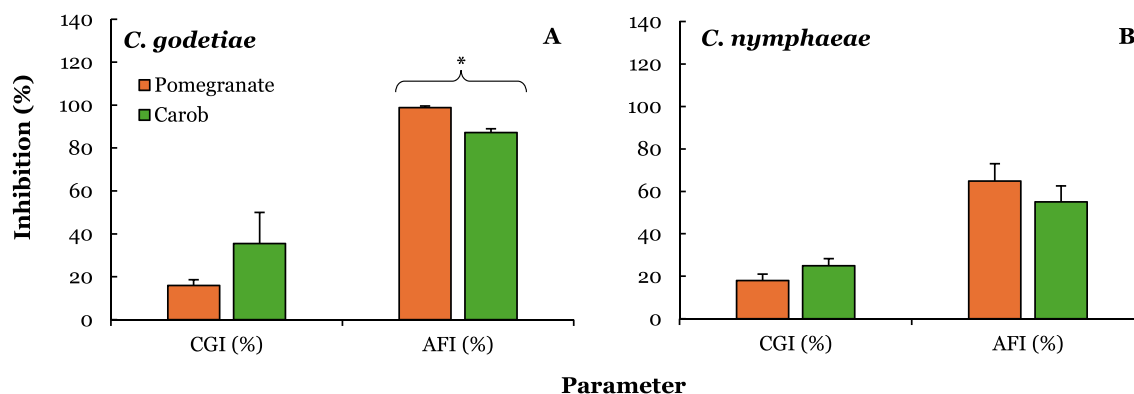 C. godetiae
A
Pomegranate
Carob
*
Inhibition (%)
140
120
100
80
60
40
20
0
CGI (%)
AFI (%)
C. nymphaeae
B
140
120
100
80
60
40
20
0
CGI (%)
AFI (%)
Parameter